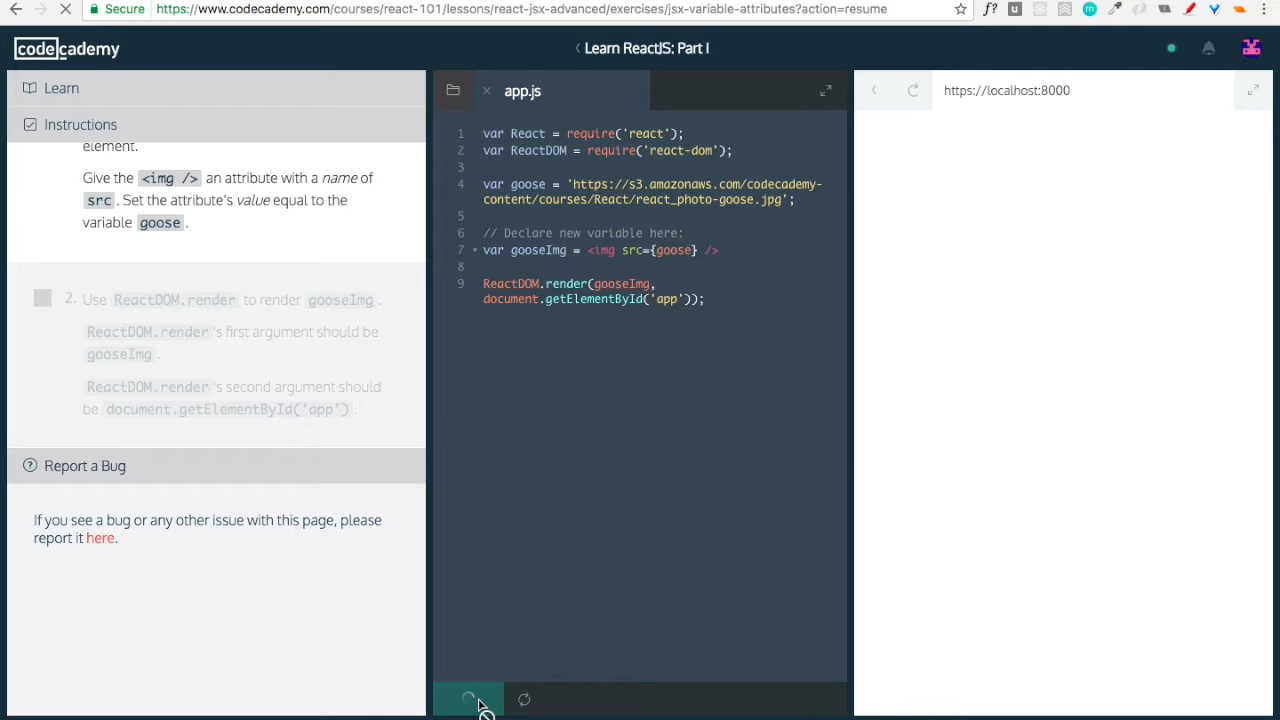 Secure https://www.codecademy.com/courses/react-101/lessons/react-jsx-advanced/exercises/jsx-variable-attributes?action=resume
codecademy
Learn ReactJS: Part I
Learn
Instructions
element.
Give the <img /> an attribute with a name of
src. Set the attribute's value equal to the
variable goose.
2. Use ReactDOM.render to render gooseImg.
ReactDOM.render's first argument should be
gooseImg.
ReactDOM.render's second argument should
be document.getElementById('app').
Report a Bug
If you see a bug or any other issue with this page, please
report it here.
app.js
1 var React = require('react');
2 var ReactDOM = require('react-dom');
3
4 var goose = 'https://s3.amazonaws.com/codecademy-
content/courses/React/react_photo-goose.jpg';
5
6 // Declare new variable here:
7 var gooseImg = <img src={goose} />
8
9 ReactDOM.render(gooseImg,
document.getElementById('app'));
https://localhost:8000